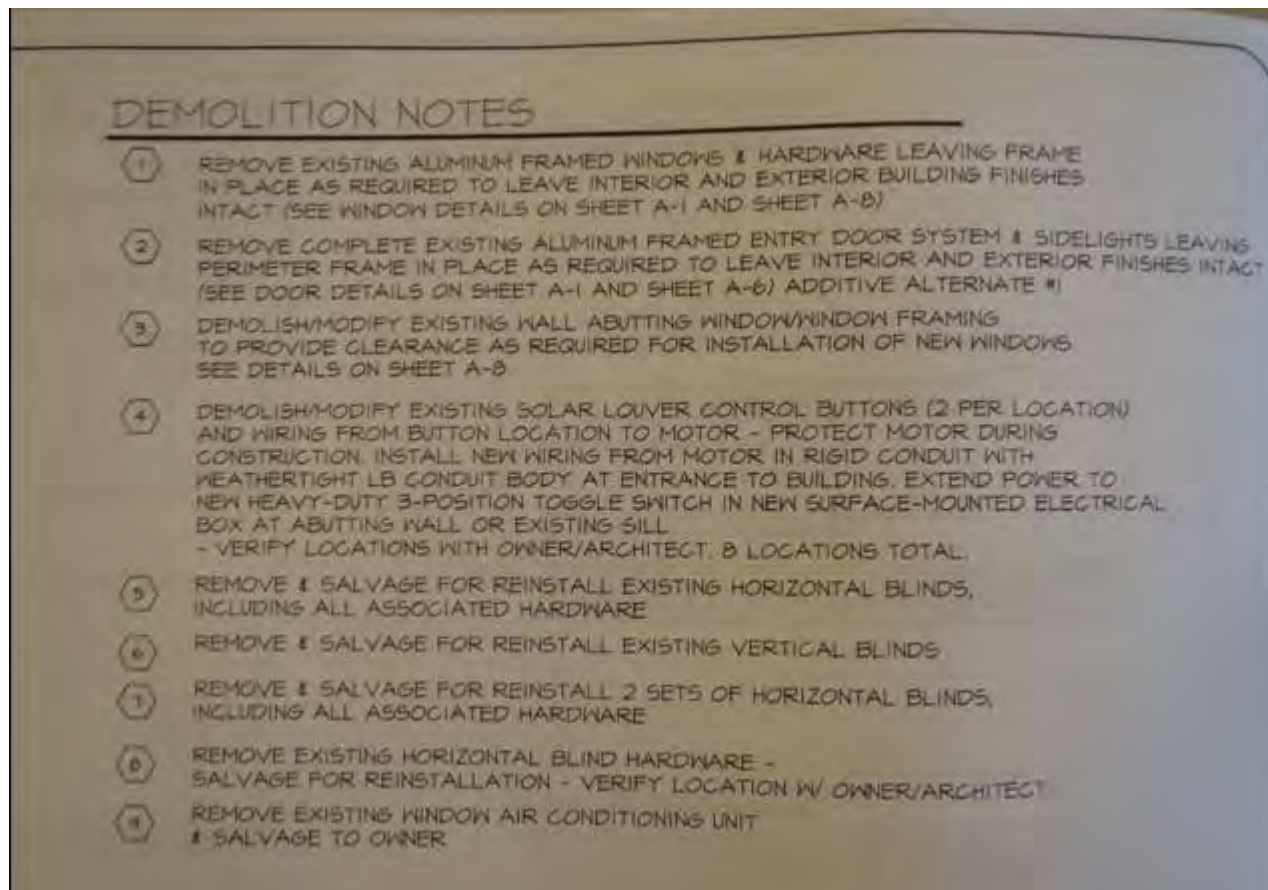 DEMOLITION NOTES
1 REMOVE EXISTING ALUMINUM FRAMED WINDOWS & HARDWARE LEAVING FRAME
IN PLACE AS REQUIRED TO LEAVE INTERIOR AND EXTERIOR BUILDING FINISHES
INTACT (SEE WINDOW DETAILS ON SHEET A-1 AND SHEET A-8)
2 REMOVE COMPLETE EXISTING ALUMINUM FRAMED ENTRY DOOR SYSTEM & SIDELIGHTS LEAVING
PERIMETER FRAME IN PLACE AS REQUIRED TO LEAVE INTERIOR AND EXTERIOR FINISHES INTACT
(SEE DOOR DETAILS ON SHEET A-1 AND SHEET A-6) ADDITIVE ALTERNATE #1
3 DEMOLISH/MODIFY EXISTING WALL ABUTTING WINDOW/WINDOW FRAMING
TO PROVIDE CLEARANCE AS REQUIRED FOR INSTALLATION OF NEW WINDOWS
SEE DETAILS ON SHEET A-8
4 DEMOLISH/MODIFY EXISTING SOLAR LOUVER CONTROL BUTTONS (2 PER LOCATION)
AND WIRING FROM BUTTON LOCATION TO MOTOR - PROTECT MOTOR DURING
CONSTRUCTION. INSTALL NEW WIRING FROM MOTOR IN RIGID CONDUIT WITH
WEATHERTIGHT LB CONDUIT BODY AT ENTRANCE TO BUILDING. EXTEND POWER TO
NEW HEAVY-DUTY 3-POSITION TOGGLE SWITCH IN NEW SURFACE-MOUNTED ELECTRICAL
BOX AT ABUTTING WALL OR EXISTING SILL
- VERIFY LOCATIONS WITH OWNER/ARCHITECT. 8 LOCATIONS TOTAL.
5 REMOVE & SALVAGE FOR REINSTALL EXISTING HORIZONTAL BLINDS,
INCLUDING ALL ASSOCIATED HARDWARE
6 REMOVE & SALVAGE FOR REINSTALL EXISTING VERTICAL BLINDS
7 REMOVE & SALVAGE FOR REINSTALL 2 SETS OF HORIZONTAL BLINDS,
INCLUDING ALL ASSOCIATED HARDWARE
8 REMOVE EXISTING HORIZONTAL BLIND HARDWARE -
SALVAGE FOR REINSTALLATION - VERIFY LOCATION W/ OWNER/ARCHITECT
9 REMOVE EXISTING WINDOW AIR CONDITIONING UNIT
& SALVAGE TO OWNER